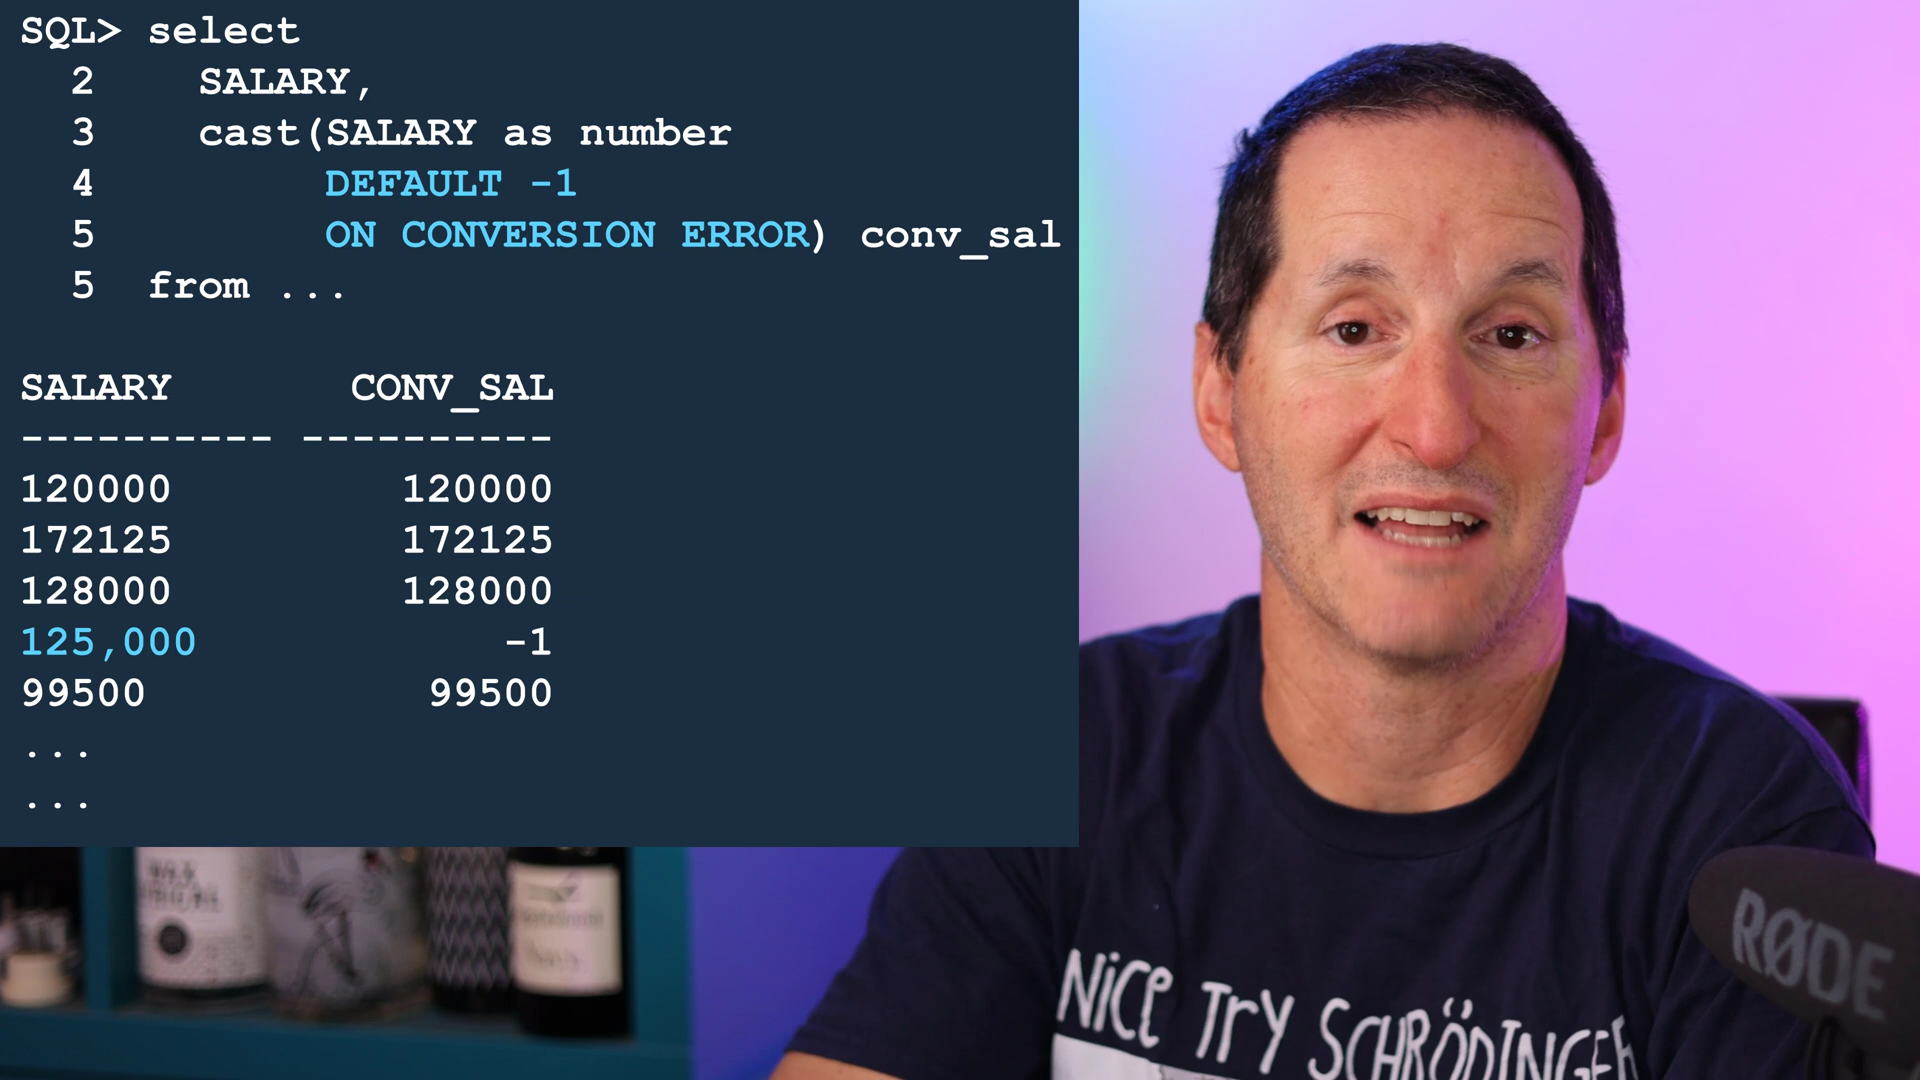 SQL> select
2 SALARY,
3 cast(SALARY as number
4 DEFAULT -1
5 ON CONVERSION ERROR) conv_sal
5 from ...
SALARY CONV_SAL
---------- ----------
120000 120000
172125 172125
128000 128000
125,000 -1
99500 99500
...
...
NiCE TrY SCHRÖDINGER
RØDE